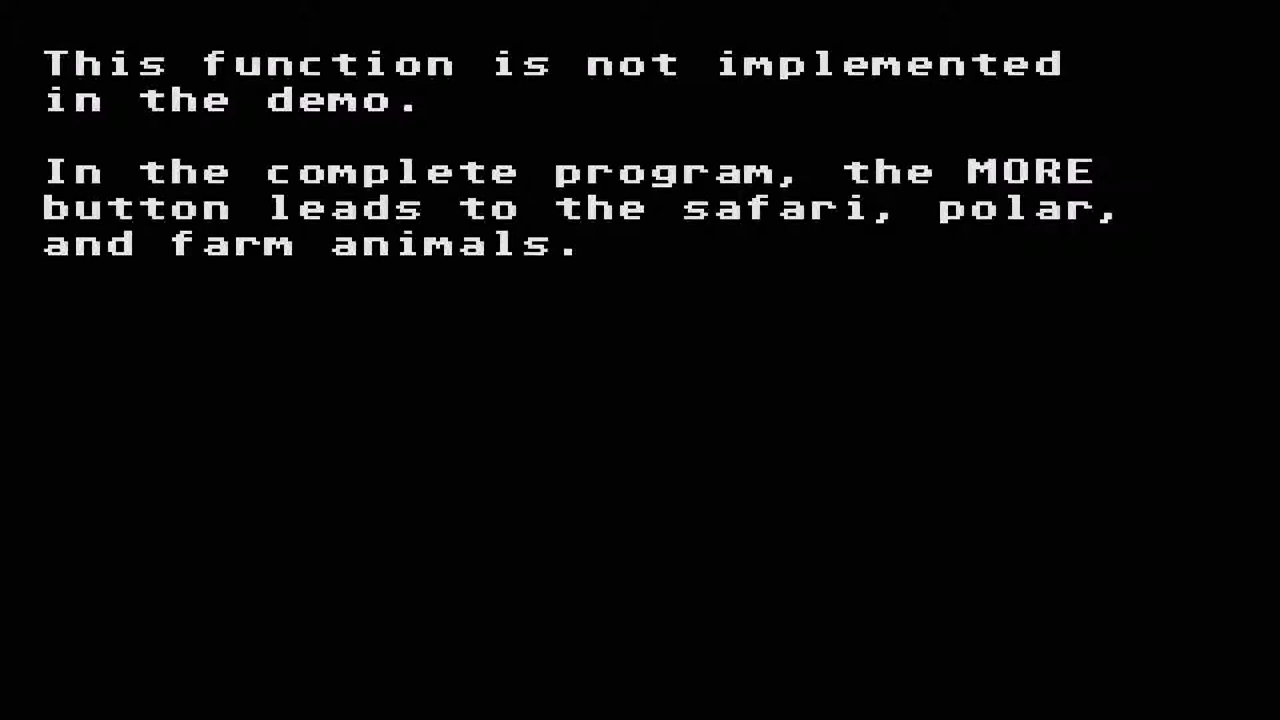 This function is not implemented
in the demo.
In the complete program, the MORE
button leads to the safari, polar,
and farm animals.